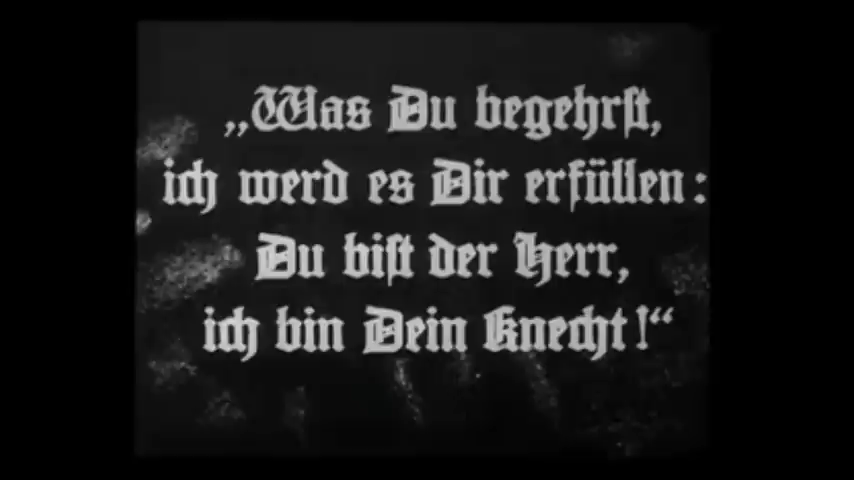 „Was Du begehrst,
ich werd es Dir erfüllen:
Du bist der Herr,
ich bin Dein Knecht!“